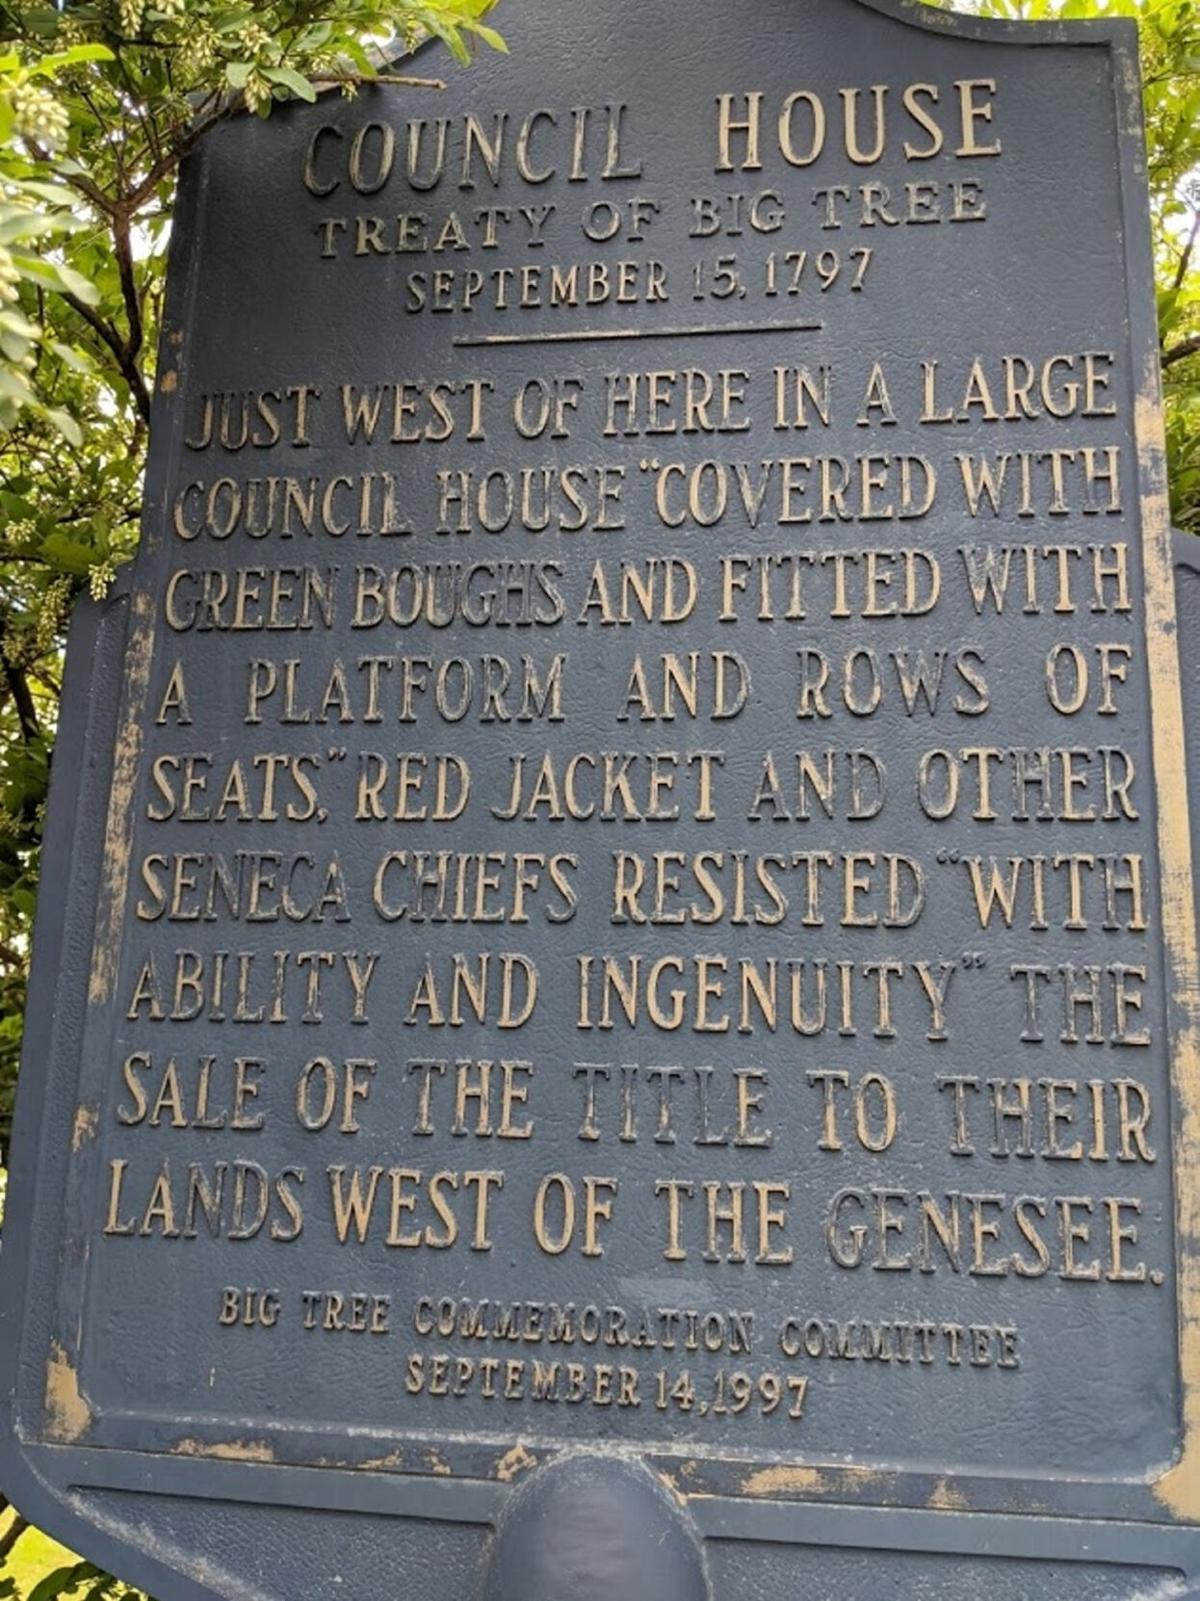 COUNCIL HOUSE
TREATY OF BIG TREE
SEPTEMBER 15, 1797
JUST WEST OF HERE IN A LARGE
COUNCIL HOUSE "COVERED WITH
GREEN BOUGHS AND FITTED WITH
A PLATFORM AND ROWS OF
SEATS," RED JACKET AND OTHER
SENECA CHIEFS RESISTED "WITH
ABILITY AND INGENUITY" THE
SALE OF THE TITLE TO THEIR
LANDS WEST OF THE GENESEE.
BIG TREE COMMEMORATION COMMITTEE
SEPTEMBER 14, 1997